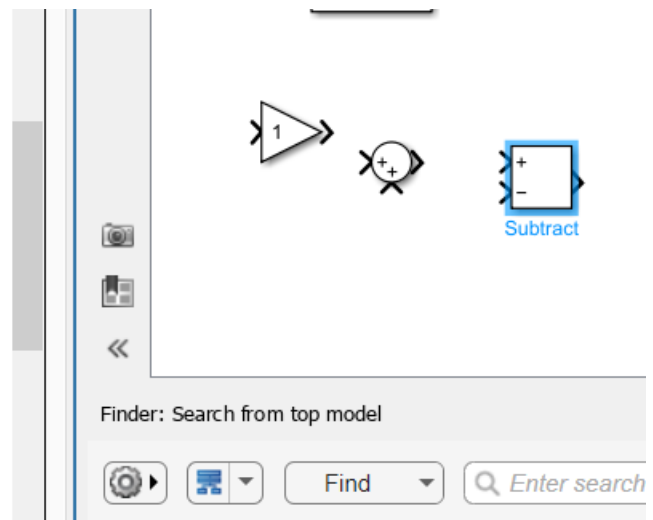 1
+
+
+
−
Subtract
Finder: Search from top model
Find
Enter search